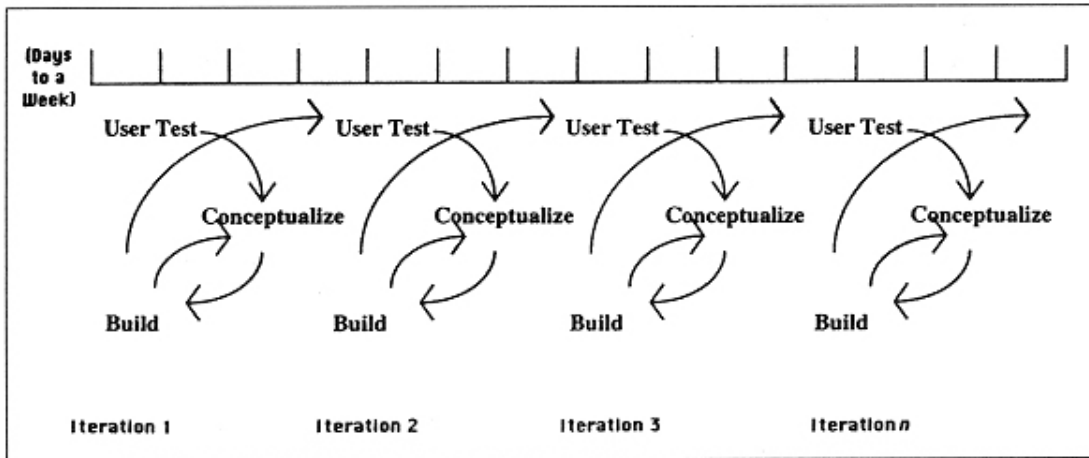 (Days
to a
Week)
User Test
User Test
User Test
User Test
Conceptualize
Conceptualize
Conceptualize
Conceptualize
Build
Build
Build
Build
Iteration 1
Iteration 2
Iteration 3
Iteration n